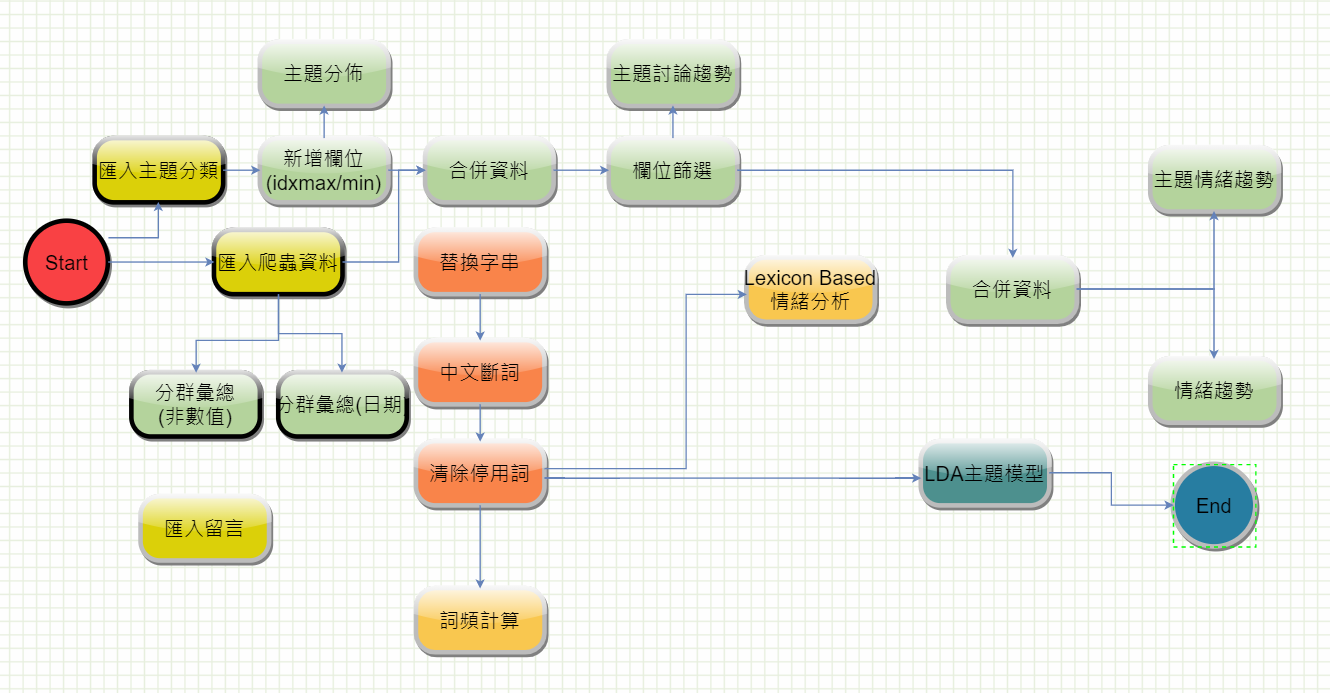 主題分佈
主題討論趨勢
匯入主題分類
新增欄位
(idxmax/min)
合併資料
欄位篩選
主題情緒趨勢
Start
匯入爬蟲資料
替換字串
Lexicon Based
情緒分析
合併資料
中文斷詞
分群彙總
(非數值)
分群彙總(日期)
情緒趨勢
清除停用詞
LDA主題模型
End
匯入留言
詞頻計算